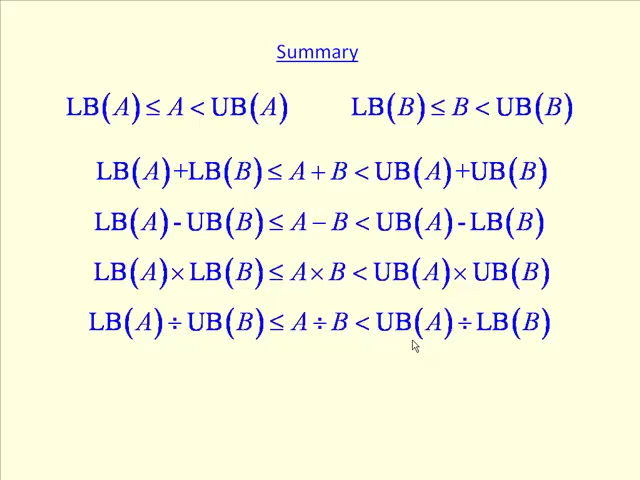 Summary
LB(A) ≤ A < UB(A) LB(B) ≤ B < UB(B)
LB(A)+LB(B) ≤ A + B < UB(A)+UB(B)
LB(A) - UB(B) ≤ A − B < UB(A) - LB(B)
LB(A) × LB(B) ≤ A × B < UB(A) × UB(B)
LB(A) ÷ UB(B) ≤ A ÷ B < UB(A) ÷ LB(B)